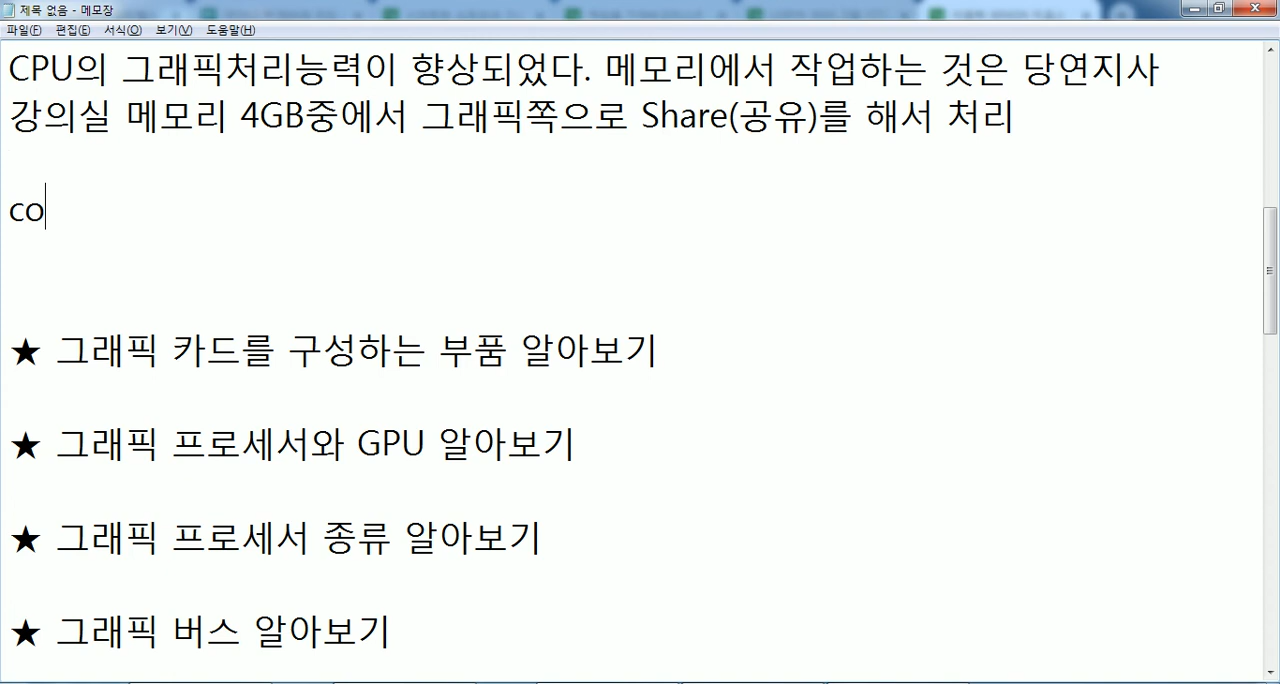 제목 없음 - 메모장
파일(F) 편집(E) 서식(O) 보기(V) 도움말(H)
CPU의 그래픽처리능력이 향상되었다. 메모리에서 작업하는 것은 당연지사
강의실 메모리 4GB중에서 그래픽쪽으로 Share(공유)를 해서 처리
co
★ 그래픽 카드를 구성하는 부품 알아보기
★ 그래픽 프로세서와 GPU 알아보기
★ 그래픽 프로세서 종류 알아보기
★ 그래픽 버스 알아보기